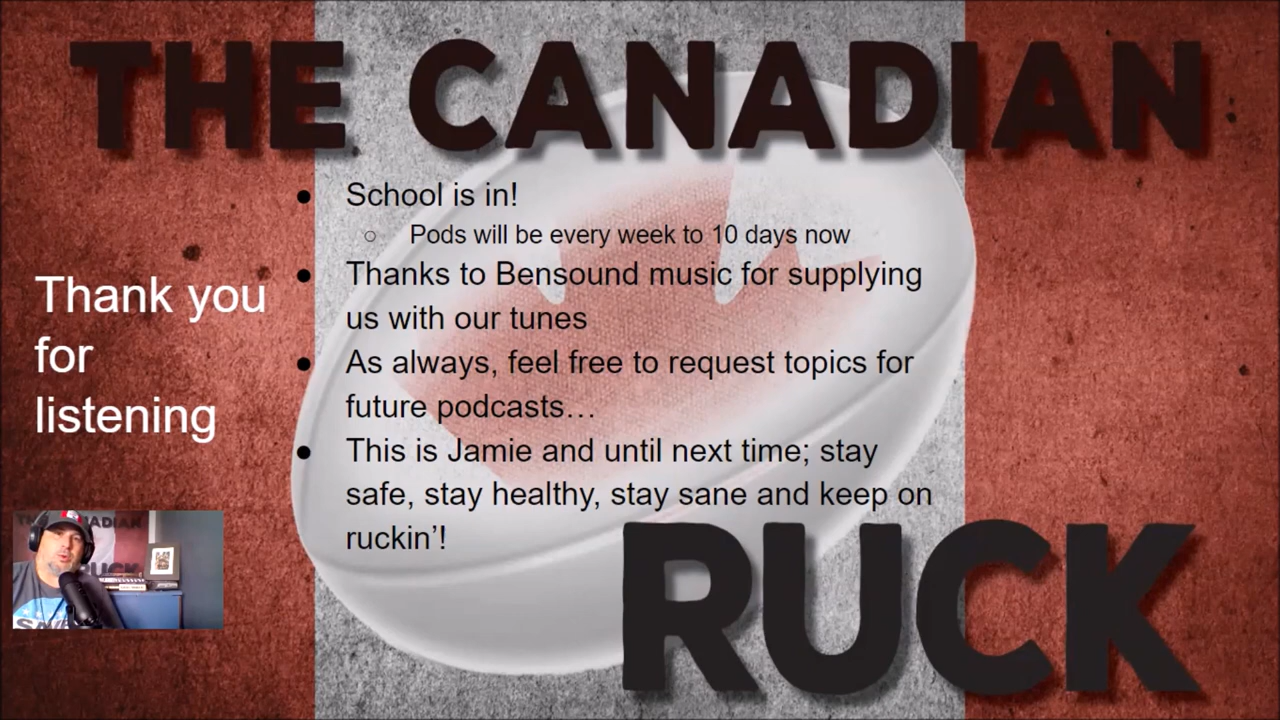 THE CANADIAN
School is in!
Pods will be every week to 10 days now
Thanks to Bensound music for supplying
us with our tunes
As always, feel free to request topics for
future podcasts…
This is Jamie and until next time; stay
safe, stay healthy, stay sane and keep on
ruckin’!
Thank you
for
listening
RUCK